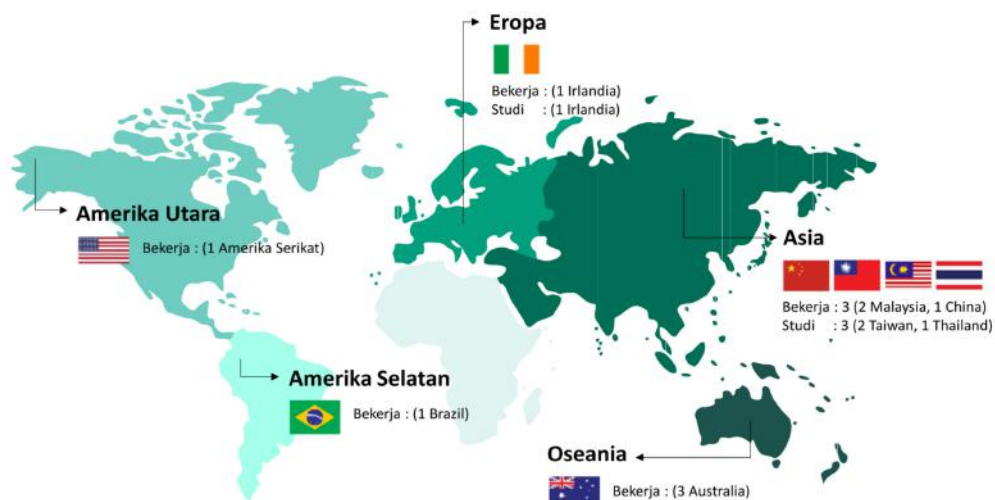 Eropa
Bekerja : (1 Irlandia)
Studi : (1 Irlandia)
Amerika Utara
Bekerja : (1 Amerika Serikat)
Asia
Bekerja : 3 (2 Malaysia, 1 China)
Studi : 3 (2 Taiwan, 1 Thailand)
Amerika Selatan
Bekerja : (1 Brazil)
Oseania
Bekerja : (3 Australia)